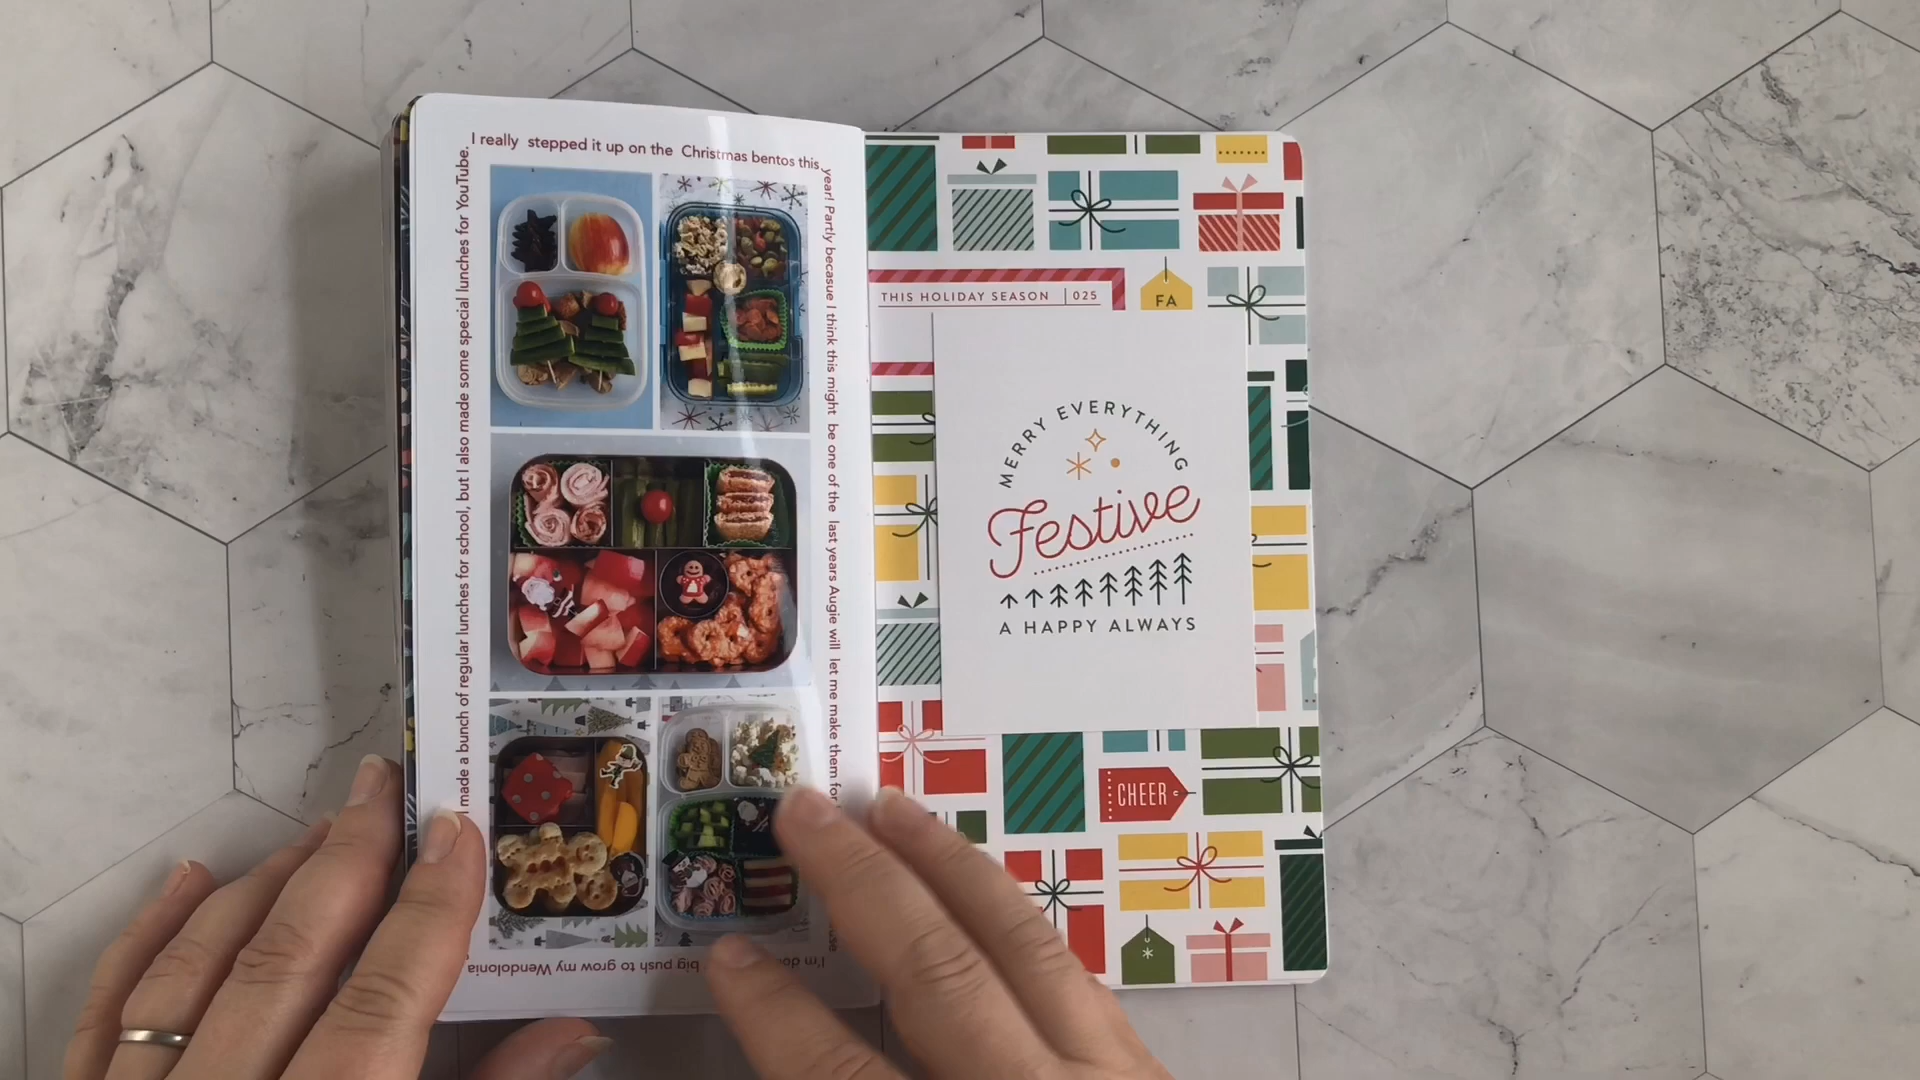 I really stepped it up on the Christmas bentos this
year! Partly becasue I think this might be one of the last years Augie will let me make them for
big push to grow my Wendolonia
made a bunch of regular lunches for school, but I also made some special lunches for YouTube.
THIS HOLIDAY SEASON 025
FA
MERRY EVERYTHING
Festive
A HAPPY ALWAYS
CHEER